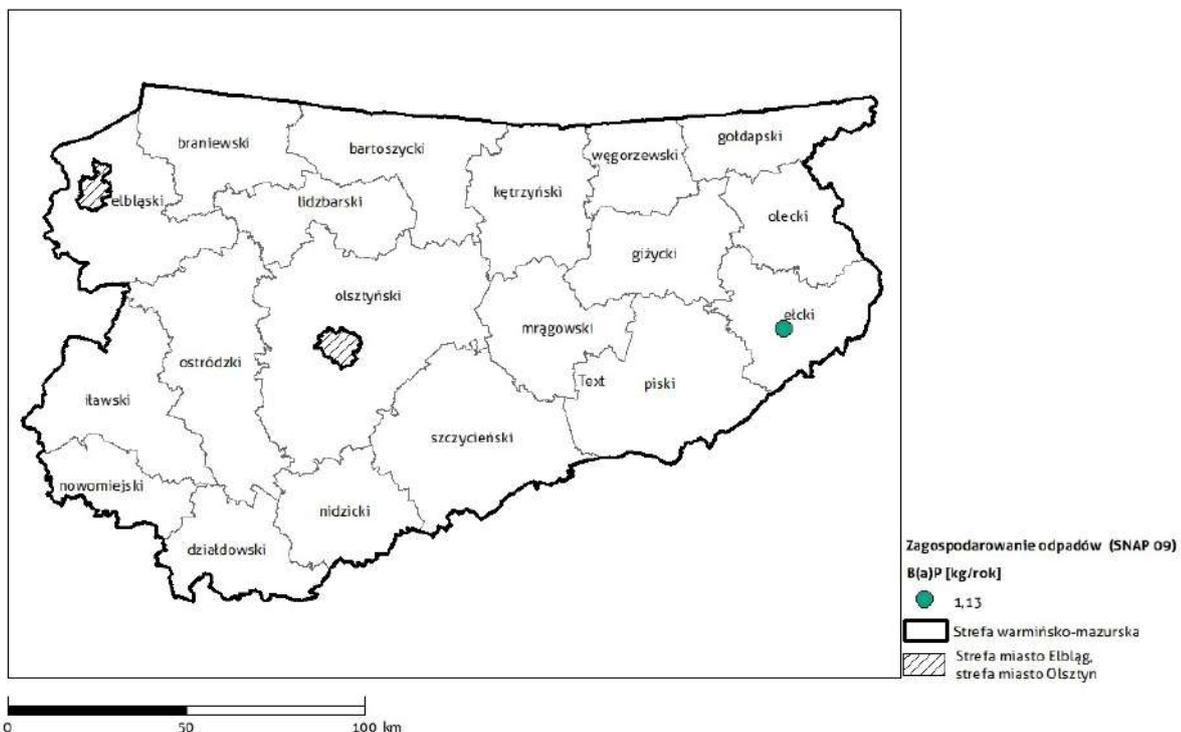 gołdapski
braniewski
bartoszycki
węgorzewski
kętrzyński
elbląski
lidzbarski
olecki
giżycki
olsztyński
ełcki
mrągowski
ostródzki
Text
piski
iławski
szczycieński
nowomiejski
nidzicki
działdowski
Zagospodarowanie odpadów (SNAP 09)
B(a)P [kg/rok]
1,13
Strefa warmińsko-mazurska
Strefa miasto Elbląg,
strefa miasto Olsztyn
0 50 100 km